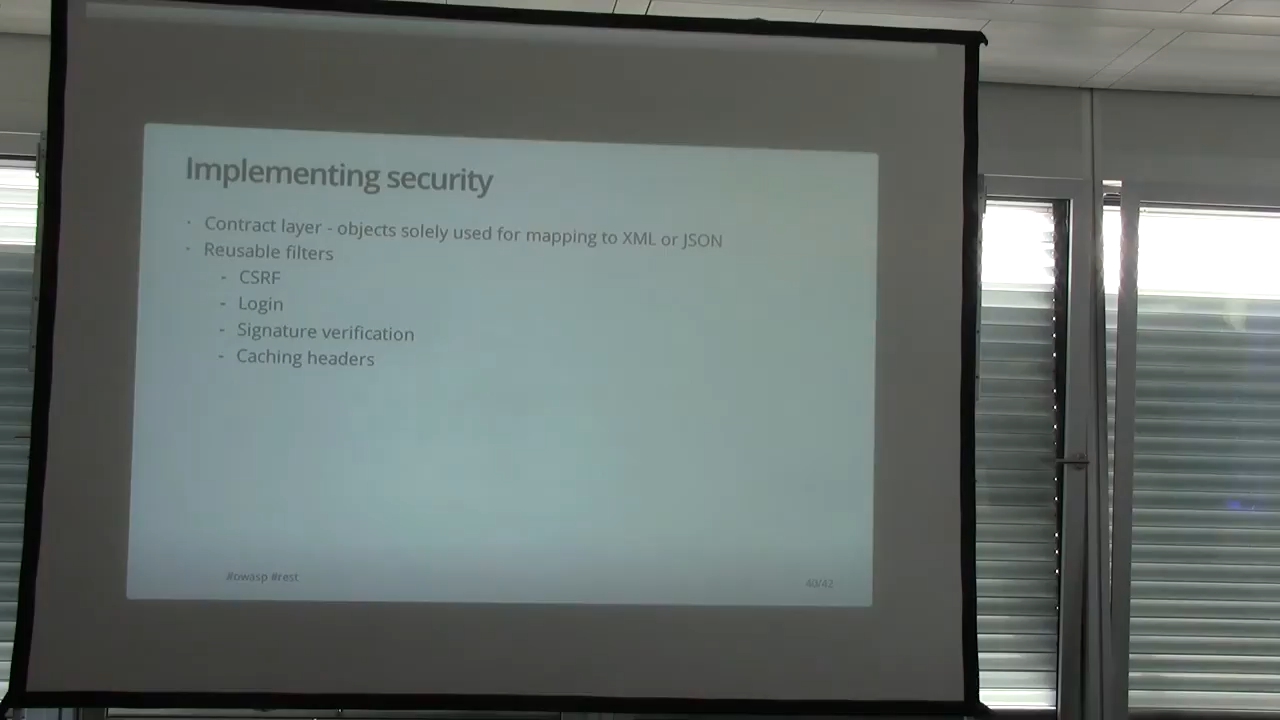 Implementing security
· Contract layer - objects solely used for mapping to XML or JSON
· Reusable filters
- CSRF
- Login
- Signature verification
- Caching headers
#owasp #rest
40/42